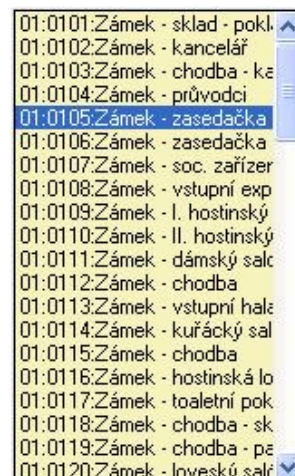 01:0101:Zámek - sklad - pokl
01:0102:Zámek - kancelář
01:0103:Zámek - chodba - ka
01:0104:Zámek - průvodci
01:0105:Zámek - zasedačka
01:0106:Zámek - zasedačka
01:0107:Zámek - soc. zařízer
01:0108:Zámek - vstupní exp
01:0109:Zámek - I. hostinský
01:0110:Zámek - II. hostinský
01:0111:Zámek - dámský salo
01:0112:Zámek - chodba
01:0113:Zámek - vstupní hala
01:0114:Zámek - kuřácký sal
01:0115:Zámek - chodba
01:0116:Zámek - hostinská lo
01:0117:Zámek - toaletní pok
01:0118:Zámek - chodba - sk
01:0119:Zámek - chodba - pa
01:0120:Zámek - lovecký saló